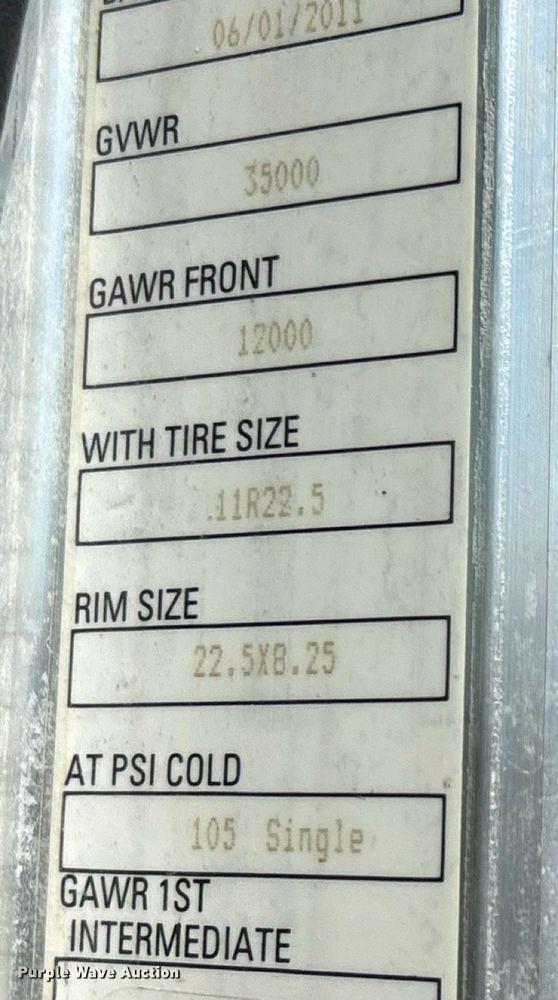 06/01/2011
GVWR
35000
GAWR FRONT
12000
WITH TIRE SIZE
11R22.5
RIM SIZE
22.5X8.25
AT PSI COLD
105 Single
GAWR 1ST
INTERMEDIATE
Purple Wave Auction